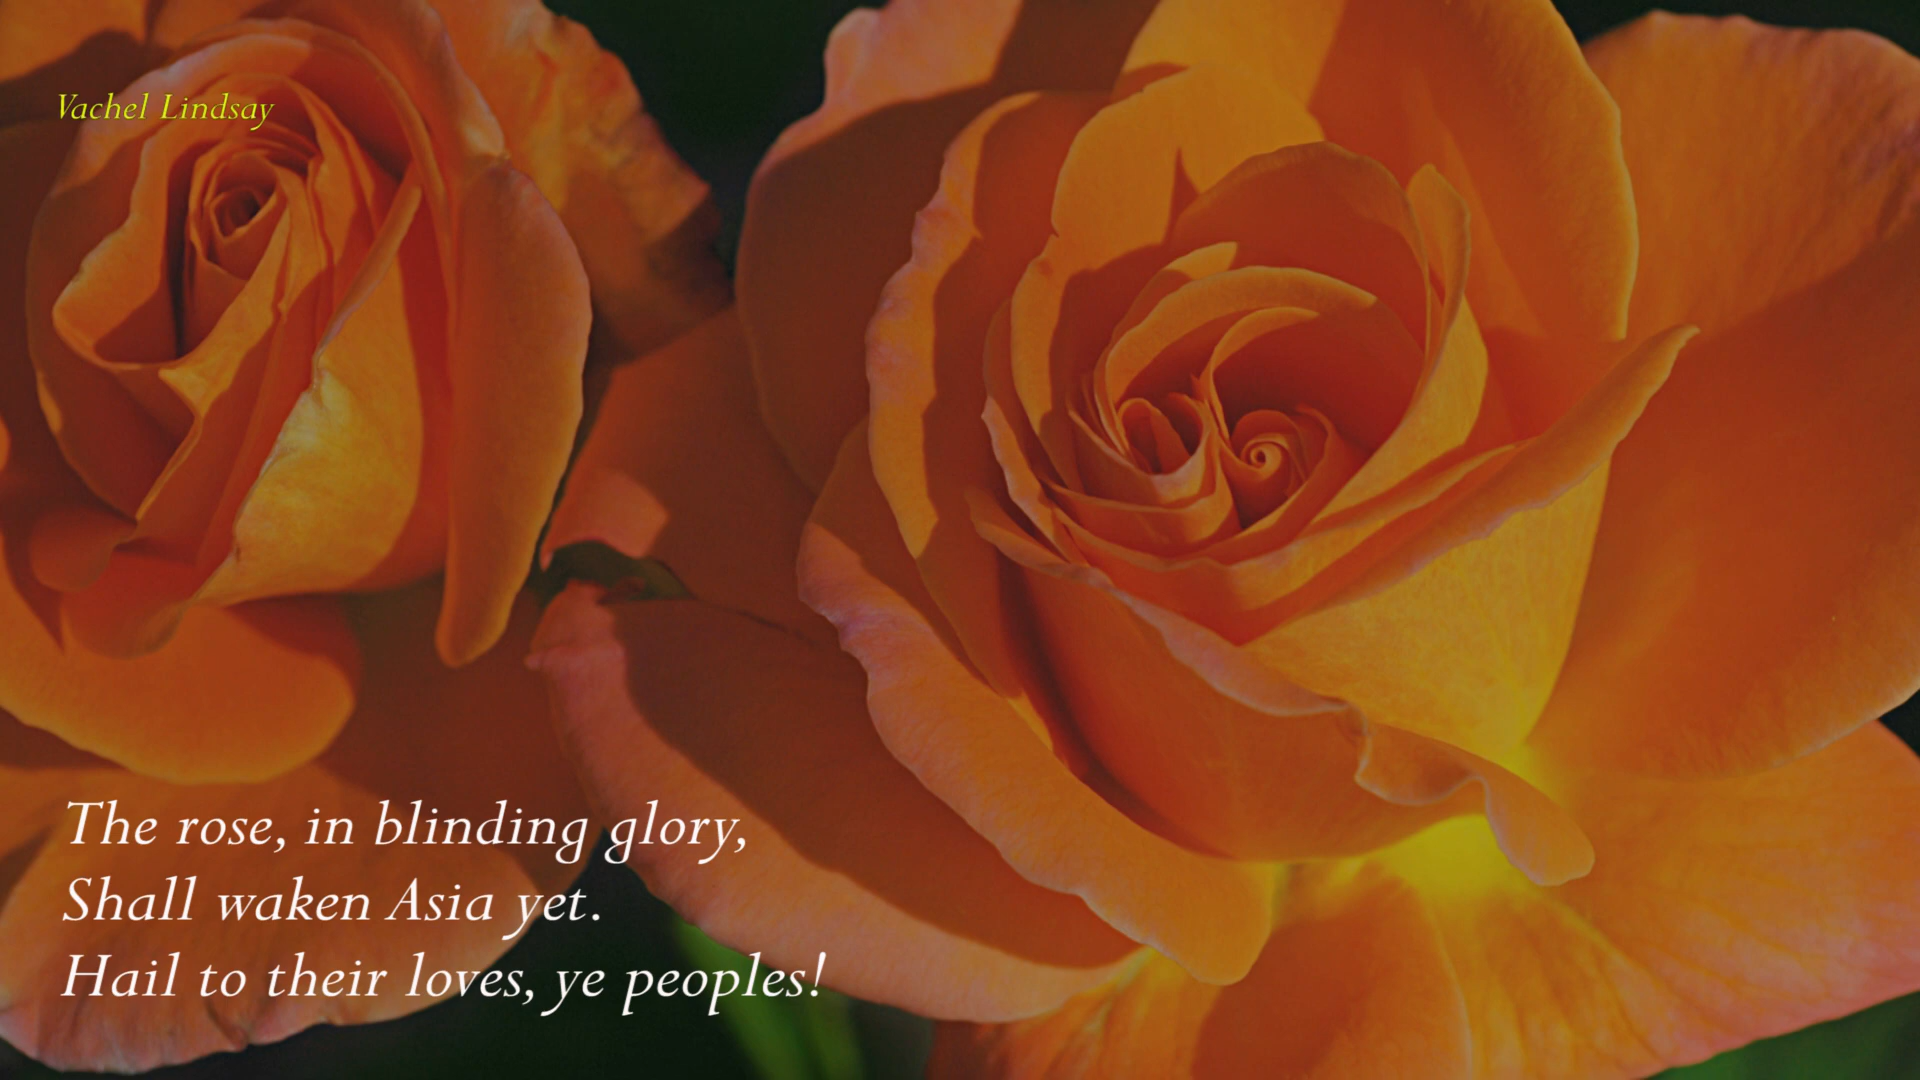 Vachel Lindsay
The rose, in blinding glory,
Shall waken Asia yet.
Hail to their loves, ye peoples!